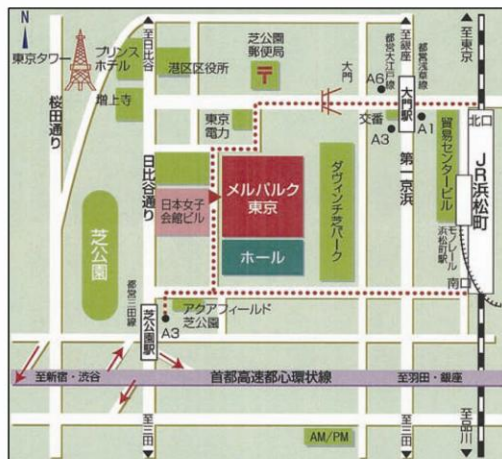 N
東京タワー
プリンス
ホテル
至日比谷
港区区役所
芝公園
郵便局
〒
大門
都営大江戸線
至銀座
都営浅草線
至東京
A6
大門駅
北口
桜田通り
増上寺
東京
電力
交番
A3
A1
貿易センタービル
JR浜松町
日比谷通り
日本女子
会館ビル
メルパルク
東京
ホール
ダヴィンチ芝パーク
第一京浜
モノレール
浜松町駅
南口
芝公園
都営三田線
アクアフィールド
芝公園
A3
芝公園駅
至新宿・渋谷
首都高速都心環状線
至羽田・銀座
至三田
至三田
至品川
AM/PM